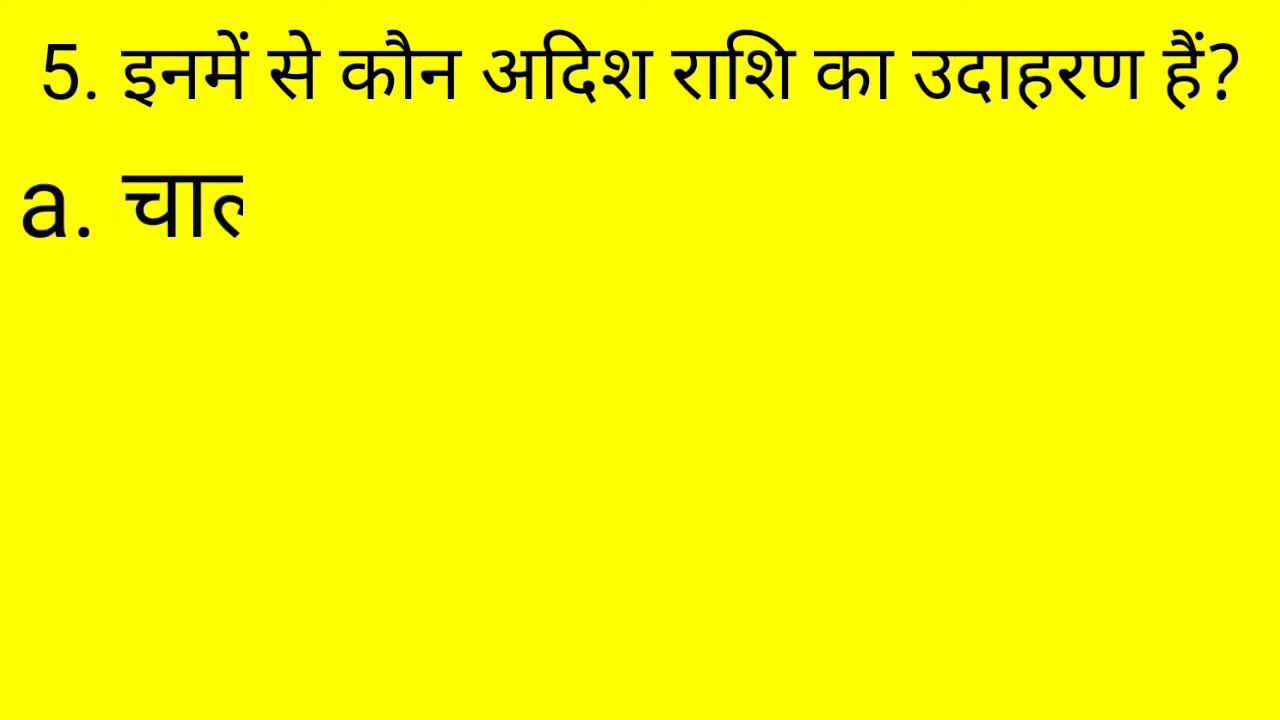 5. इनमें से कौन अदिश राशि का उदाहरण हैं?
a.